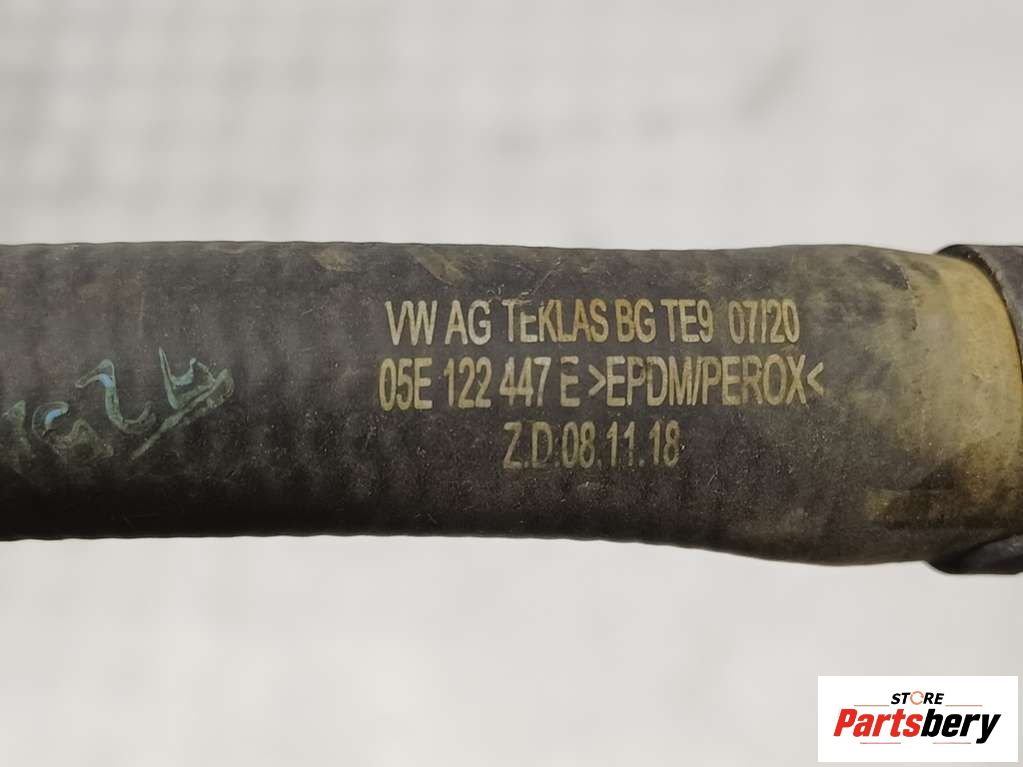 VW AG TEKLAS BG TE9 07/20
05E 122 447 E >EPDM/PEROX<
Z.D.08.11.18
STORE
Partsbery